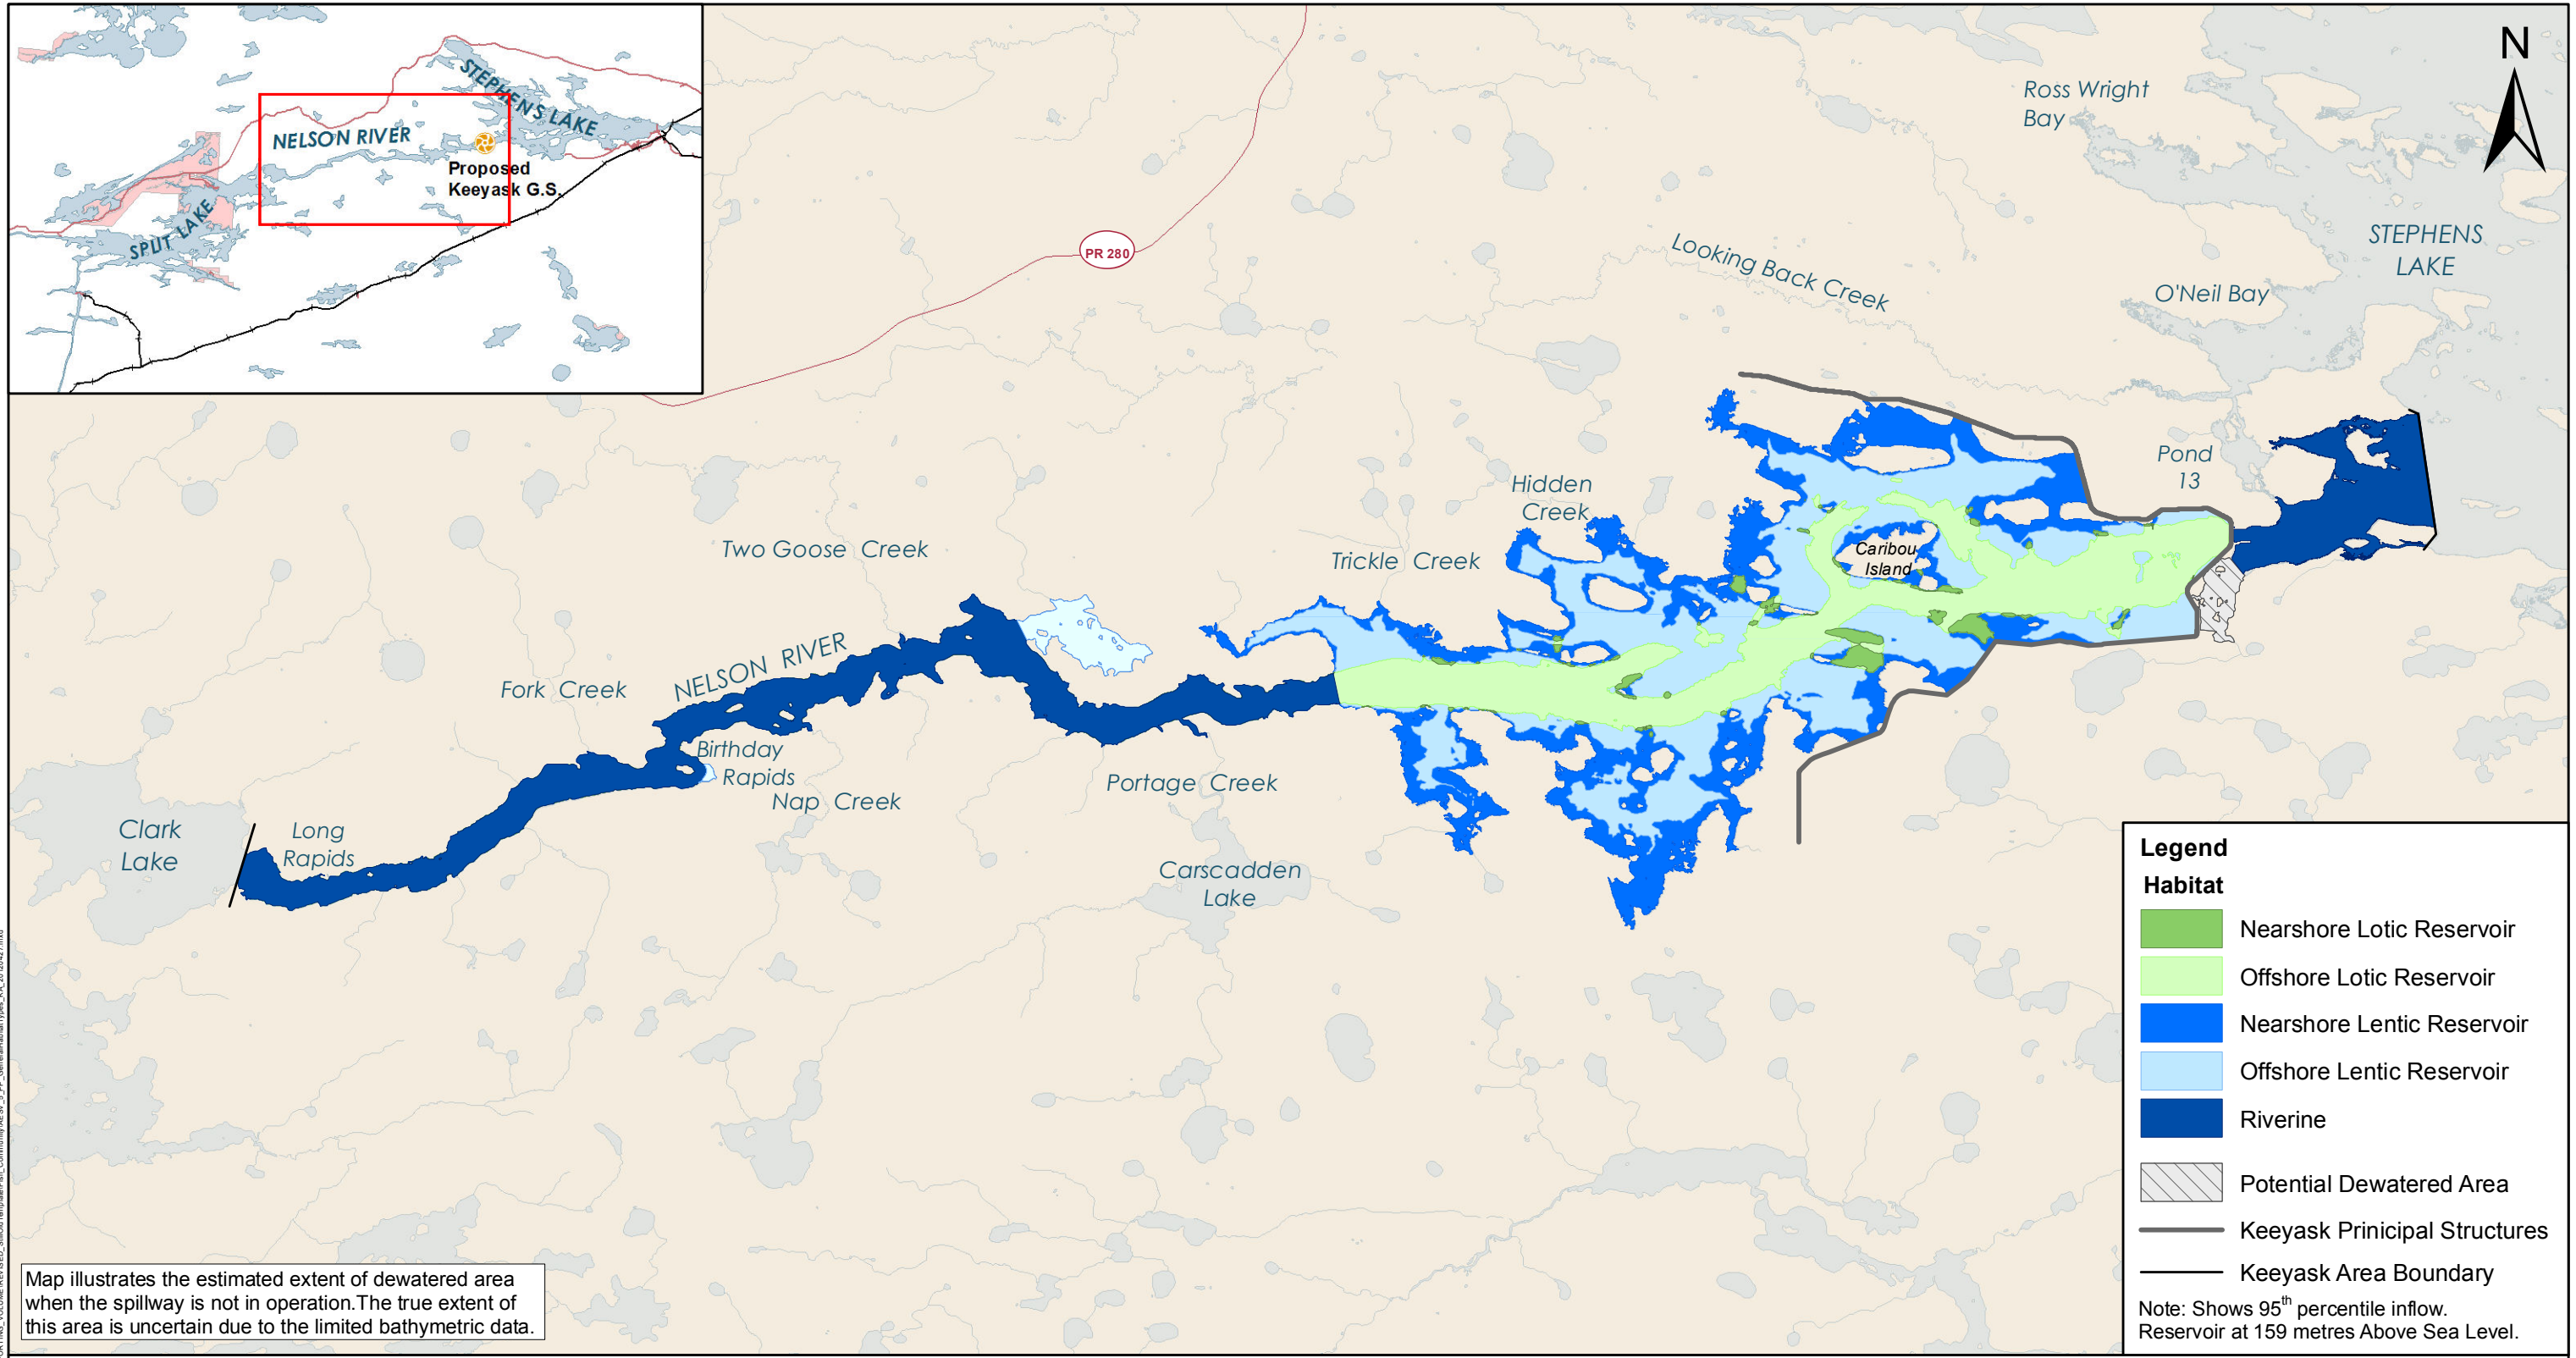 STEPHENS LAKE
NELSON RIVER
Proposed
Keeyask G.S.
SPLIT LAKE
N
Ross Wright
Bay
STEPHENS
LAKE
PR 280
Looking Back Creek
O'Neil Bay
Pond
13
Hidden
Creek
Two Goose Creek
Trickle Creek
Caribou
Island
NELSON RIVER
Fork Creek
Birthday
Rapids
Nap Creek
Portage Creek
Clark
Lake
Long
Rapids
Carscadden
Lake
Legend
Habitat
Nearshore Lotic Reservoir
Offshore Lotic Reservoir
Nearshore Lentic Reservoir
Offshore Lentic Reservoir
Riverine
Potential Dewatered Area
Keeyask Prinicipal Structures
Keeyask Area Boundary
Note: Shows 95th percentile inflow.
Reservoir at 159 metres Above Sea Level.
Map illustrates the estimated extent of dewatered area
when the spillway is not in operation.The true extent of
this area is uncertain due to the limited bathymetric data.